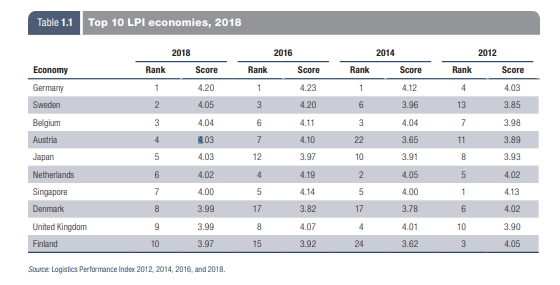 Table 1.1 Top 10 LPI economies, 2018
2018 2016 2014 2012
Economy Rank Score Rank Score Rank Score Rank Score
Germany 1 4.20 1 4.23 1 4.12 4 4.03
Sweden 2 4.05 3 4.20 6 3.96 13 3.85
Belgium 3 4.04 6 4.11 3 4.04 7 3.98
Austria 4 4.03 7 4.10 22 3.65 11 3.89
Japan 5 4.03 12 3.97 10 3.91 8 3.93
Netherlands 6 4.02 4 4.19 2 4.05 5 4.02
Singapore 7 4.00 5 4.14 5 4.00 1 4.13
Denmark 8 3.99 17 3.82 17 3.78 6 4.02
United Kingdom 9 3.99 8 4.07 4 4.01 10 3.90
Finland 10 3.97 15 3.92 24 3.62 3 4.05
Source: Logistics Performance Index 2012, 2014, 2016, and 2018.